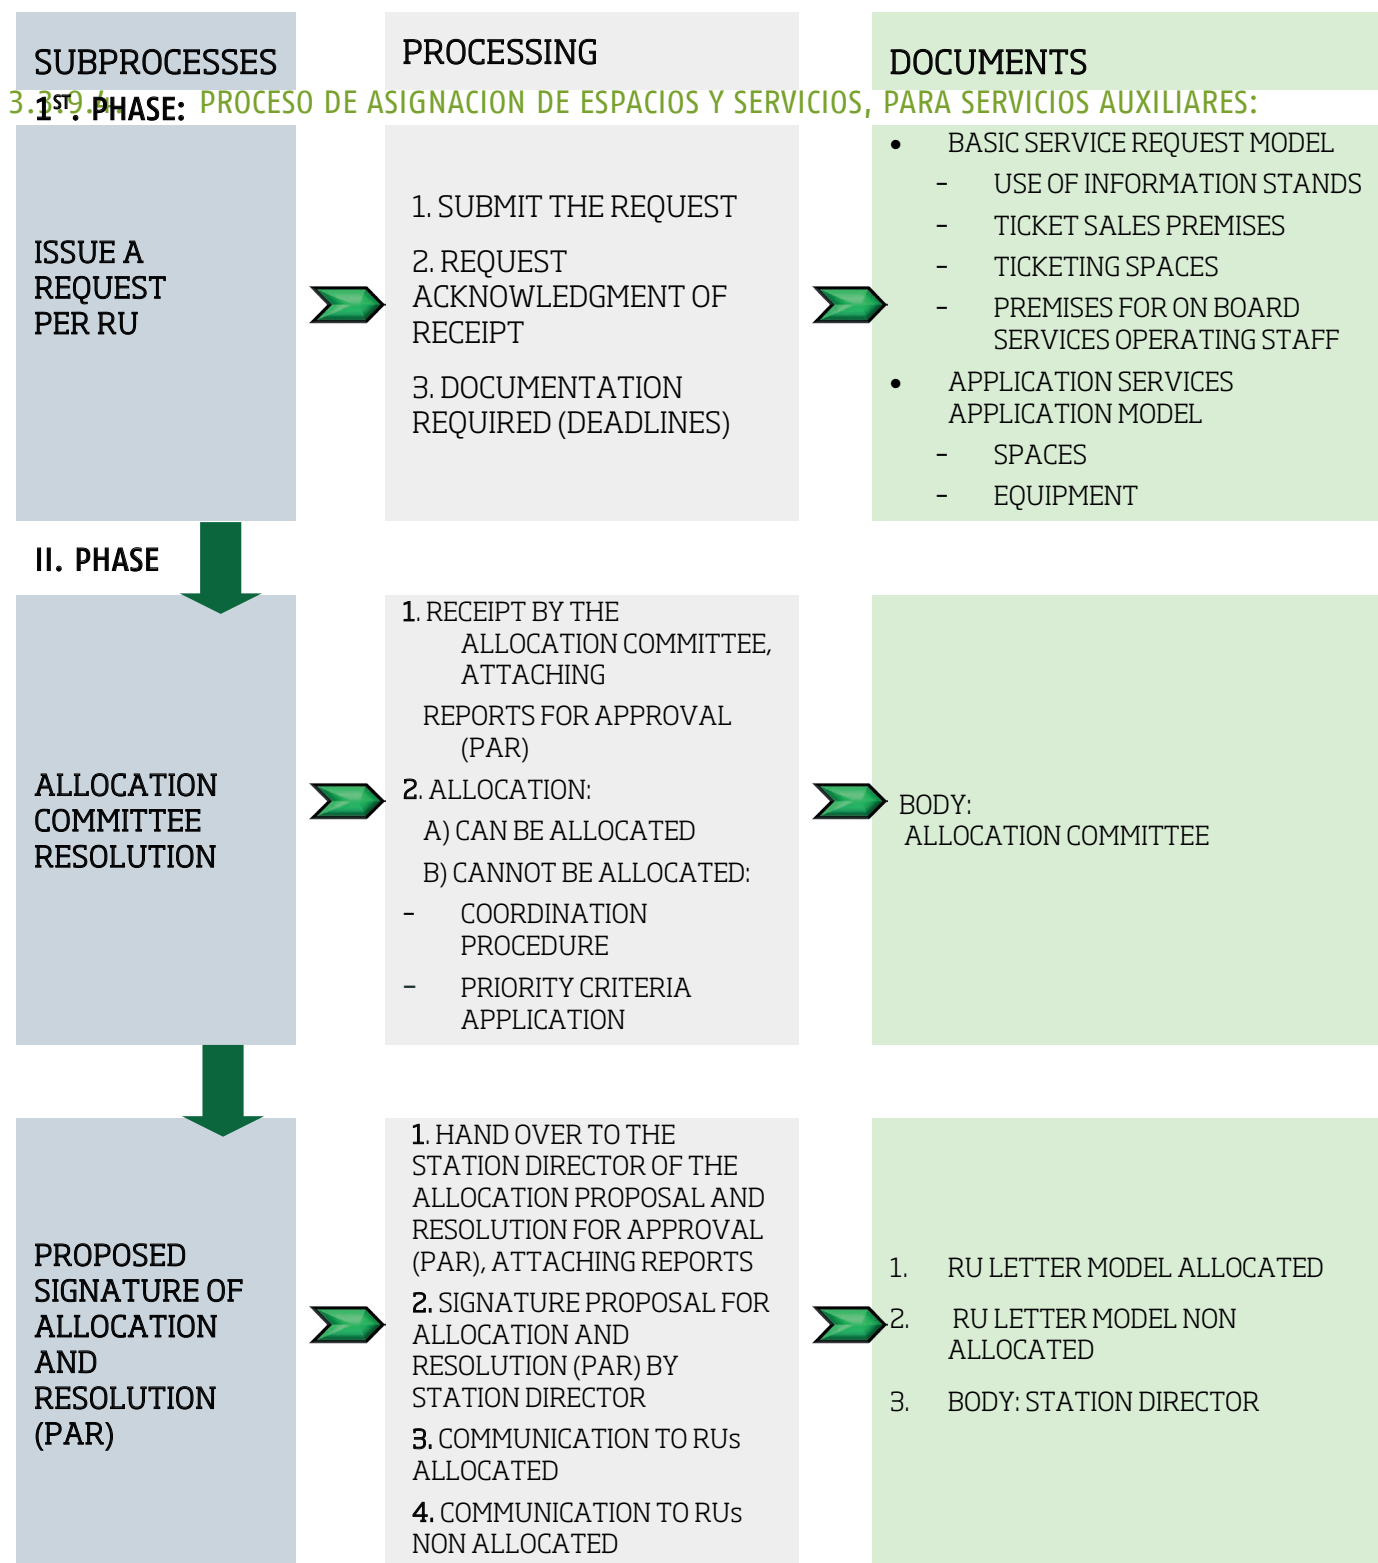 SUBPROCESSES
PROCESSING
DOCUMENTS
PROCESO DE ASIGNACION DE ESPACIOS Y SERVICIOS, PARA SERVICIOS AUXILIARES:
1ST. PHASE:
ISSUE A
REQUEST
PER RU
1. SUBMIT THE REQUEST
2. REQUEST
ACKNOWLEDGMENT OF
RECEIPT
3. DOCUMENTATION
REQUIRED (DEADLINES)
• BASIC SERVICE REQUEST MODEL
– USE OF INFORMATION STANDS
– TICKET SALES PREMISES
– TICKETING SPACES
– PREMISES FOR ON BOARD
SERVICES OPERATING STAFF
• APPLICATION SERVICES
APPLICATION MODEL
– SPACES
– EQUIPMENT
II. PHASE
ALLOCATION
COMMITTEE
RESOLUTION
1. RECEIPT BY THE
ALLOCATION COMMITTEE,
ATTACHING
REPORTS FOR APPROVAL
(PAR)
2. ALLOCATION:
A) CAN BE ALLOCATED
B) CANNOT BE ALLOCATED:
– COORDINATION
PROCEDURE
– PRIORITY CRITERIA
APPLICATION
BODY:
ALLOCATION COMMITTEE
PROPOSED
SIGNATURE OF
ALLOCATION
AND
RESOLUTION
(PAR)
1. HAND OVER TO THE
STATION DIRECTOR OF THE
ALLOCATION PROPOSAL AND
RESOLUTION FOR APPROVAL
(PAR), ATTACHING REPORTS
2. SIGNATURE PROPOSAL FOR
ALLOCATION AND
RESOLUTION (PAR) BY
STATION DIRECTOR
3. COMMUNICATION TO RUs
ALLOCATED
4. COMMUNICATION TO RUs
NON ALLOCATED
1. RU LETTER MODEL ALLOCATED
2. RU LETTER MODEL NON
ALLOCATED
3. BODY: STATION DIRECTOR